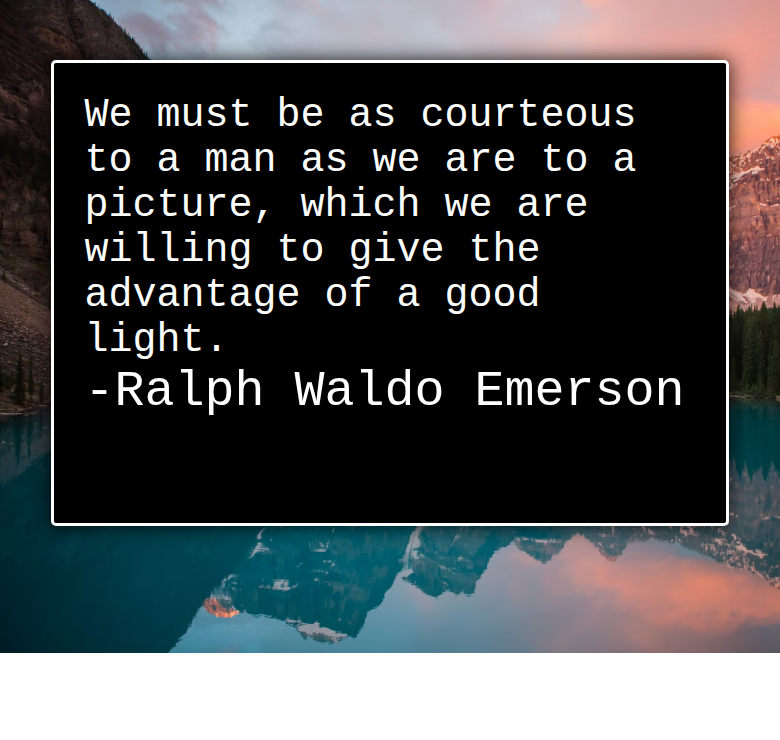 We must be as courteous
to a man as we are to a
picture, which we are
willing to give the
advantage of a good
light.
-Ralph Waldo Emerson